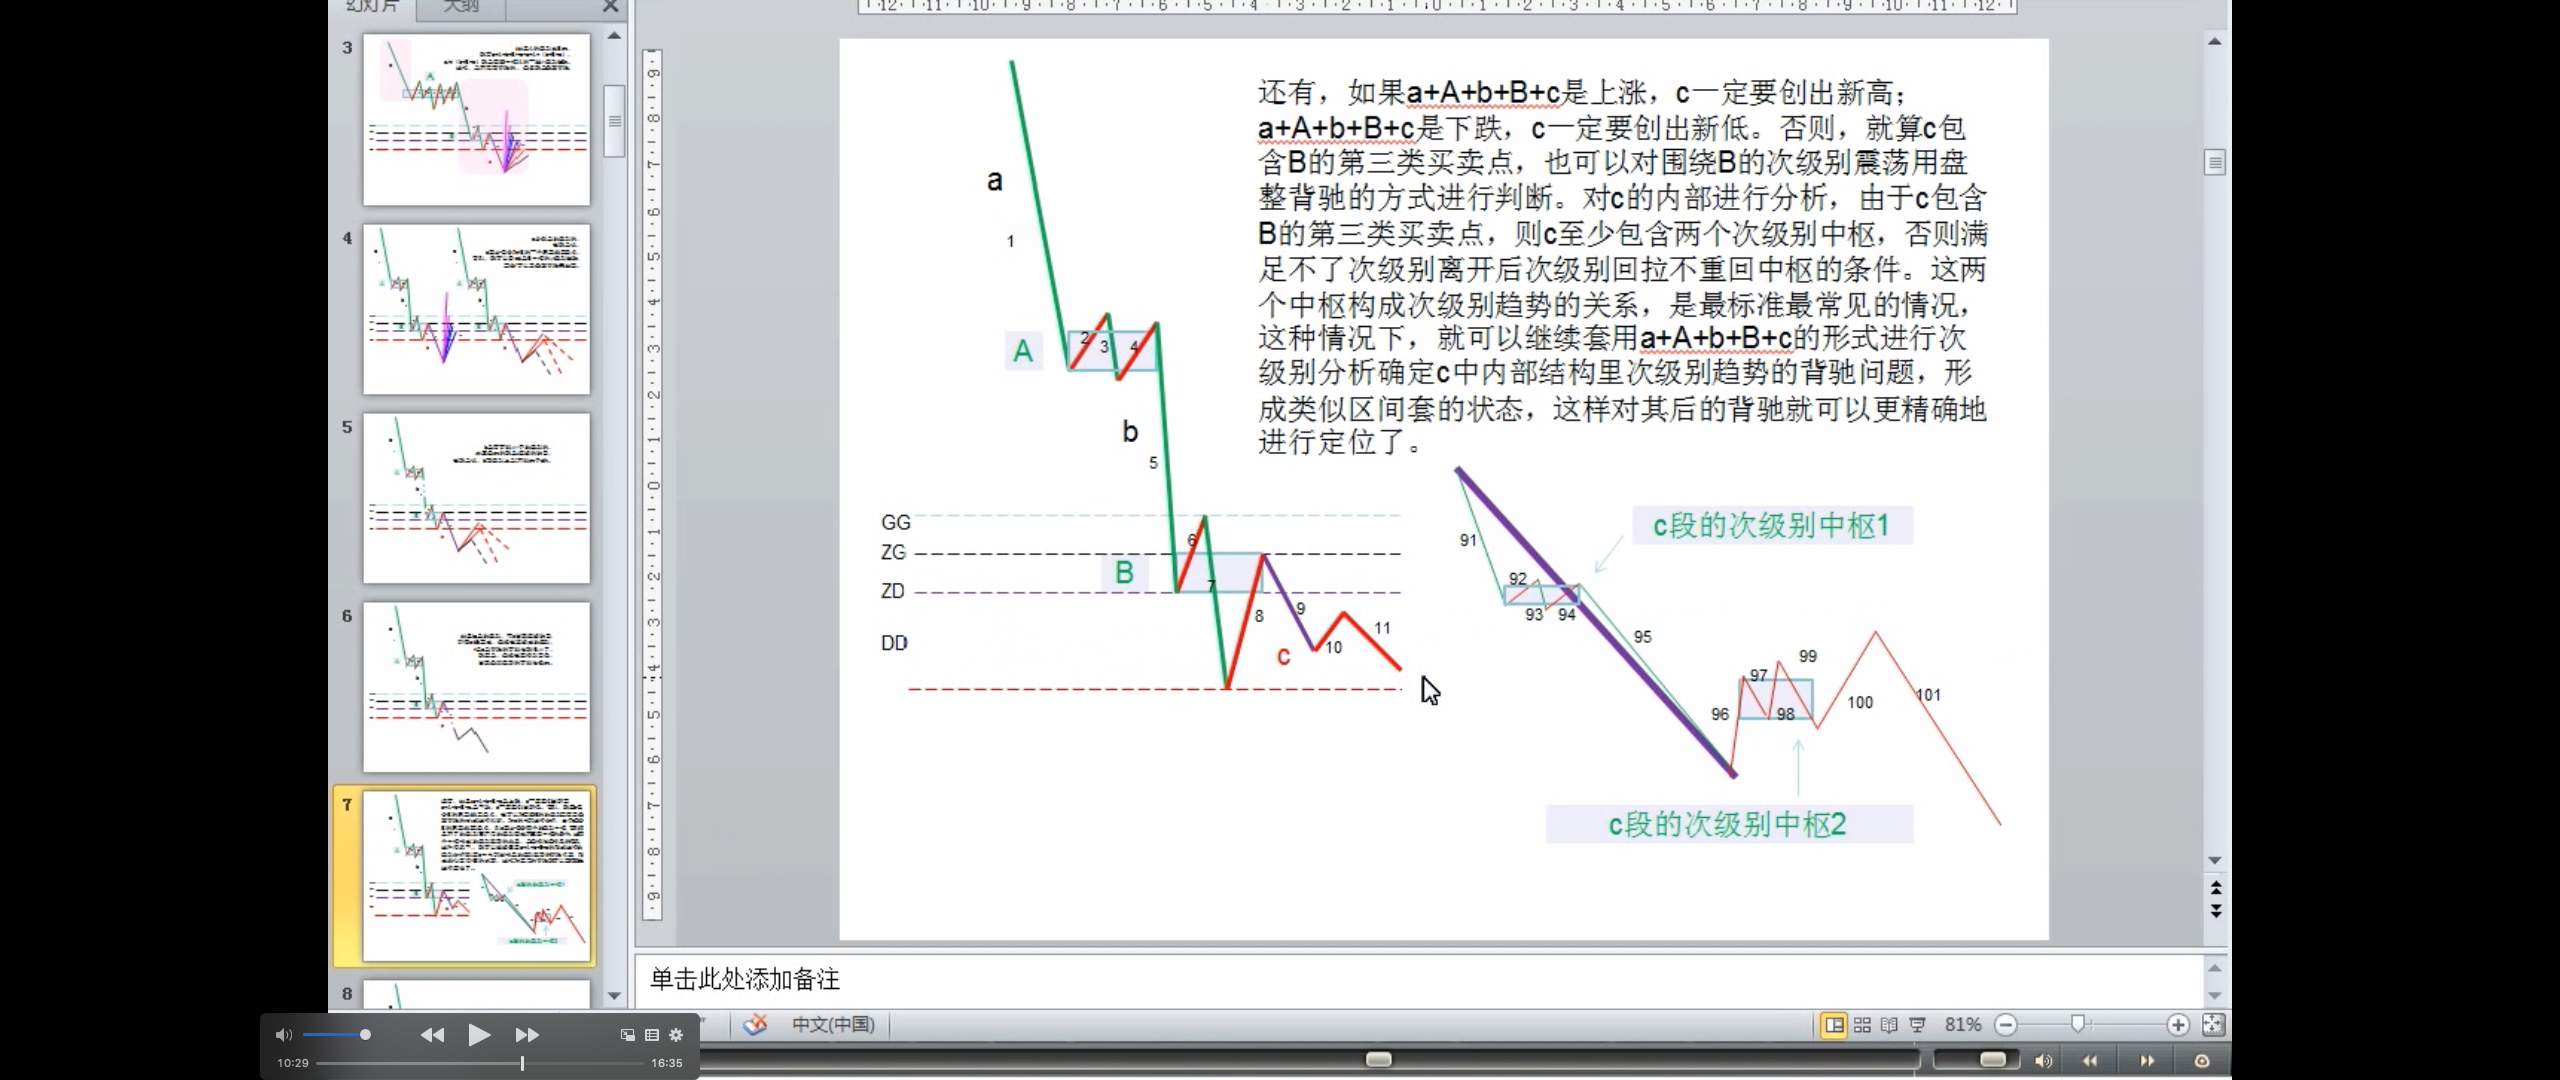 幻灯片 大纲
3
4
5
6
7
8
还有，如果a+A+b+B+c是上涨，c一定要创出新高；
a+A+b+B+c是下跌，c一定要创出新低。否则，就算c包
含B的第三类买卖点，也可以对围绕B的次级别震荡用盘
整背驰的方式进行判断。对c的内部进行分析，由于c包含
B的第三类买卖点，则c至少包含两个次级别中枢，否则满
足不了次级别离开后次级别回拉不重回中枢的条件。这两
个中枢构成次级别趋势的关系，是最标准最常见的情况，
这种情况下，就可以继续套用a+A+b+B+c的形式进行次
级别分析确定c中内部结构里次级别趋势的背驰问题，形
成类似区间套的状态，这样对其后的背驰就可以更精确地
进行定位了。
a
1
A
2
3
4
b
5
GG
ZG
ZD
DD
B
6
7
8
9
c
10
11
91
92
93
94
95
c段的次级别中枢1
96
97
98
99
100
101
c段的次级别中枢2
单击此处添加备注
中文(中国)
81%
10:29
16:35